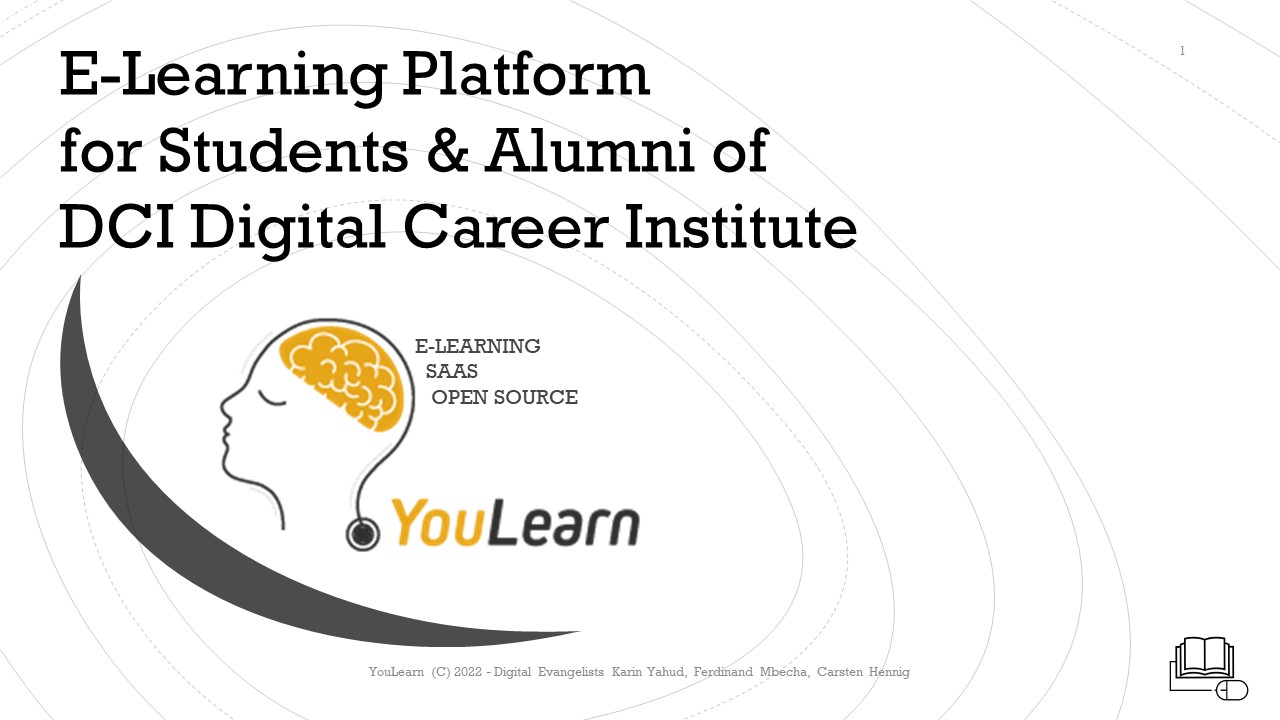 E-Learning Platform
for Students & Alumni of
DCI Digital Career Institute
1
E-LEARNING
SAAS
OPEN SOURCE
YouLearn
YouLearn (C) 2022 - Digital Evangelists Karin Yahud, Ferdinand Mbecha, Carsten Hennig